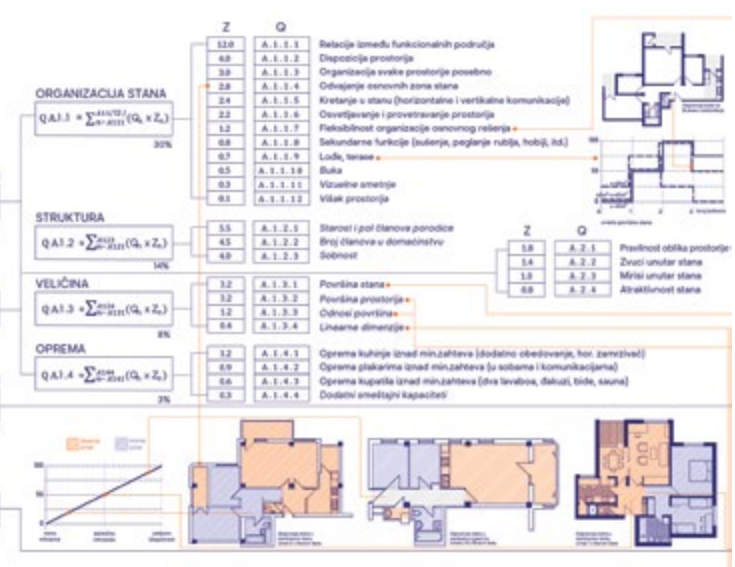 Z Q
12.0 A.1.1.1 Relacije između funkcionalnih područja
4.0 A.1.1.2 Dispozicija prostorija
3.0 A.1.1.3 Organizacija svake prostorije posebno
2.8 A.1.1.4 Odvajanje osnovnih zona stana
2.4 A.1.1.5 Kretanje u stanu (horizontalne i vertikalne komunikacije)
2.2 A.1.1.6 Osvetljavanje i provetravanje prostorija
1.2 A.1.1.7 Fleksibilnost organizacije osnovnog rešenja
0.8 A.1.1.8 Sekundarne funkcije (sušenje, peglanje rublja, hobiji, itd.)
0.7 A.1.1.9 Lođe, terase
0.5 A.1.1.10 Buka
0.3 A.1.1.11 Vizuelne smetnje
0.1 A.1.1.12 Višak prostorija
ORGANIZACIJA STANA
Q A1.1 =
30%
STRUKTURA
Q A1.2 =
14%
5.5 A.1.2.1 Starost i pol članova porodice
4.5 A.1.2.2 Broj članova u domaćinstvu
4.0 A.1.2.3 Sobnost
Z Q
1.8 A.2.1 Pravilnost oblika prostorije
1.4 A.2.2 Zvuci unutar stana
1.0 A.2.3 Mirisi unutar stana
0.8 A.2.4 Atraktivnost stana
VELIČINA
Q A1.3 =
8%
3.2 A.1.3.1 Površina stana
3.2 A.1.3.2 Površina prostorija
1.2 A.1.3.3 Odnosi površina
0.4 A.1.3.4 Linearne dimenzije
OPREMA
Q A1.4 =
3%
1.2 A.1.4.1 Oprema kuhinje iznad min.zahteva (dodatno obedovanje, hor. zamrzivač)
0.9 A.1.4.2 Oprema plakarima iznad min.zahteva (u sobama i komunikacijama)
0.6 A.1.4.3 Oprema kupatila iznad min.zahteva (dva lavaboa, đakuzi, bide, sauna)
0.3 A.1.4.4 Dodatni smeštajni kapaciteti